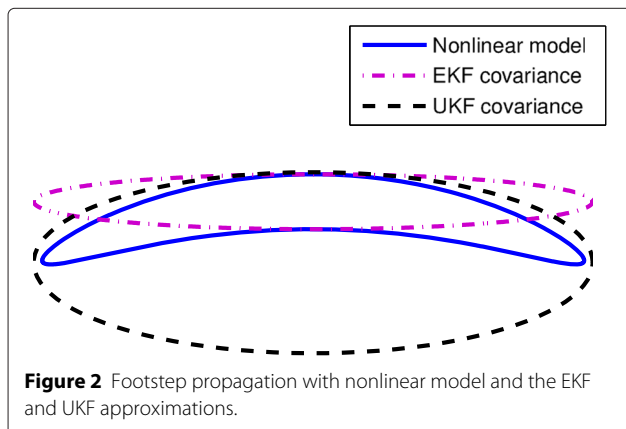 Nonlinear model
EKF covariance
UKF covariance
Figure 2 Footstep propagation with nonlinear model and the EKF
and UKF approximations.